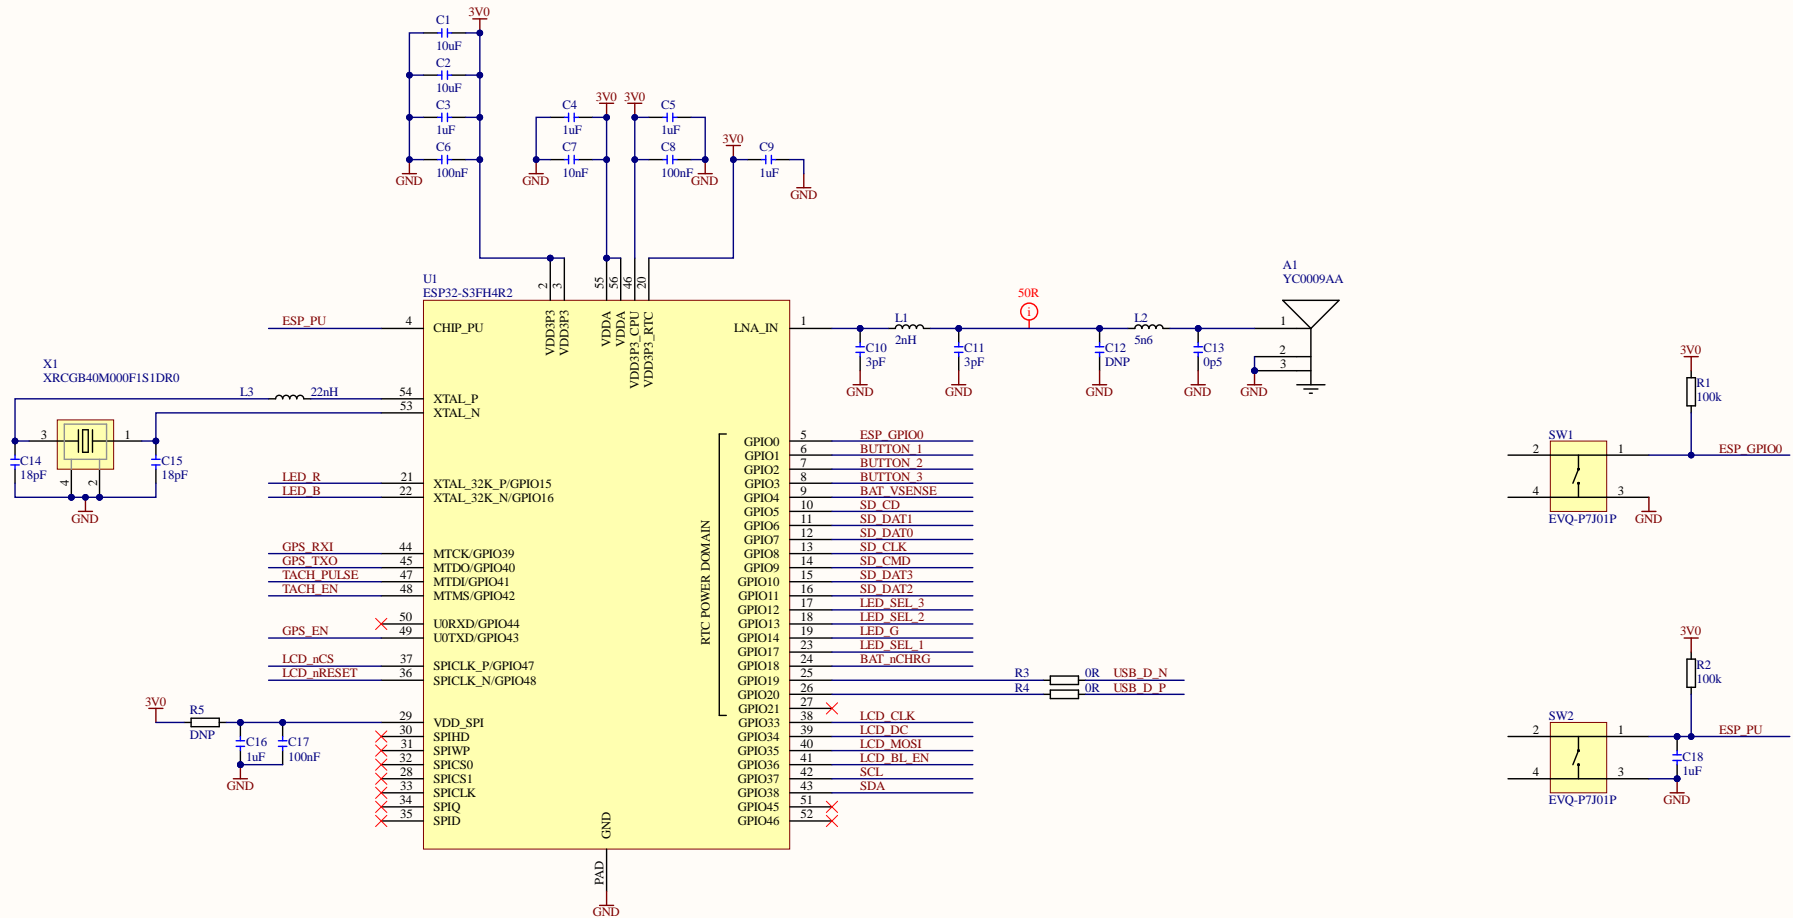 C1
3V0
10uF
C2
10uF
C3
1uF
C6
100nF
GND
C4
3V0
1uF
C7
10nF
GND
3V0
C5
1uF
C8
100nF
GND
3V0
C9
1uF
GND
U1
ESP32-S3FH4R2
2
3
55
56
46
20
VDD3P3
VDD3P3
VDDA
VDDA
VDD3P3_CPU
VDD3P3_RTC
ESP_PU 4 CHIP_PU
X1
XRCGB40M000F1S1DR0
L3 22nH 54 XTAL_P
53 XTAL_N
3 1
C14
18pF
4 2
C15
18pF
GND
LED_R 21 XTAL_32K_P/GPIO15
LED_B 22 XTAL_32K_N/GPIO16
GPS_RXI 44 MTCK/GPIO39
GPS_TXO 45 MTDO/GPIO40
TACH_PULSE 47 MTDI/GPIO41
TACH_EN 48 MTMS/GPIO42
50 U0RXD/GPIO44
GPS_EN 49 U0TXD/GPIO43
LCD_nCS 37 SPICLK_P/GPIO47
LCD_nRESET 36 SPICLK_N/GPIO48
3V0
R5
DNP
29 VDD_SPI
C16
1uF
C17
100nF
GND
30 SPIHD
31 SPIWP
32 SPICS0
28 SPICS1
33 SPICLK
34 SPIQ
35 SPID
GND
PAD
GND
RTC POWER DOMAIN
LNA_IN 1
C10
3pF
GND
L1
2nH
C11
3pF
GND
50R
i
C12
DNP
GND
L2
5n6
C13
0p5
GND
A1
YC0009AA
1
2
3
GND
GPIO0 5 ESP_GPIO0
GPIO1 6 BUTTON_1
GPIO2 7 BUTTON_2
GPIO3 8 BUTTON_3
GPIO4 9 BAT_VSENSE
GPIO5 10 SD_CD
GPIO6 11 SD_DAT1
GPIO7 12 SD_DAT0
GPIO8 13 SD_CLK
GPIO9 14 SD_CMD
GPIO10 15 SD_DAT3
GPIO11 16 SD_DAT2
GPIO12 17 LED_SEL_3
GPIO13 18 LED_SEL_2
GPIO14 19 LED_G
GPIO17 23 LED_SEL_1
GPIO18 24 BAT_nCHRG
GPIO19 25 R3 0R USB_D_N
GPIO20 26 R4 0R USB_D_P
GPIO21 27
GPIO33 38 LCD_CLK
GPIO34 39 LCD_DC
GPIO35 40 LCD_MOSI
GPIO36 41 LCD_BL_EN
GPIO37 42 SCL
GPIO38 43 SDA
GPIO45 51
GPIO46 52
3V0
R1
100k
SW1
2 1 ESP_GPIO0
4 3
EVQ-P7J01P
GND
3V0
R2
100k
SW2
2 1 ESP_PU
C18
1uF
4 3
EVQ-P7J01P
GND